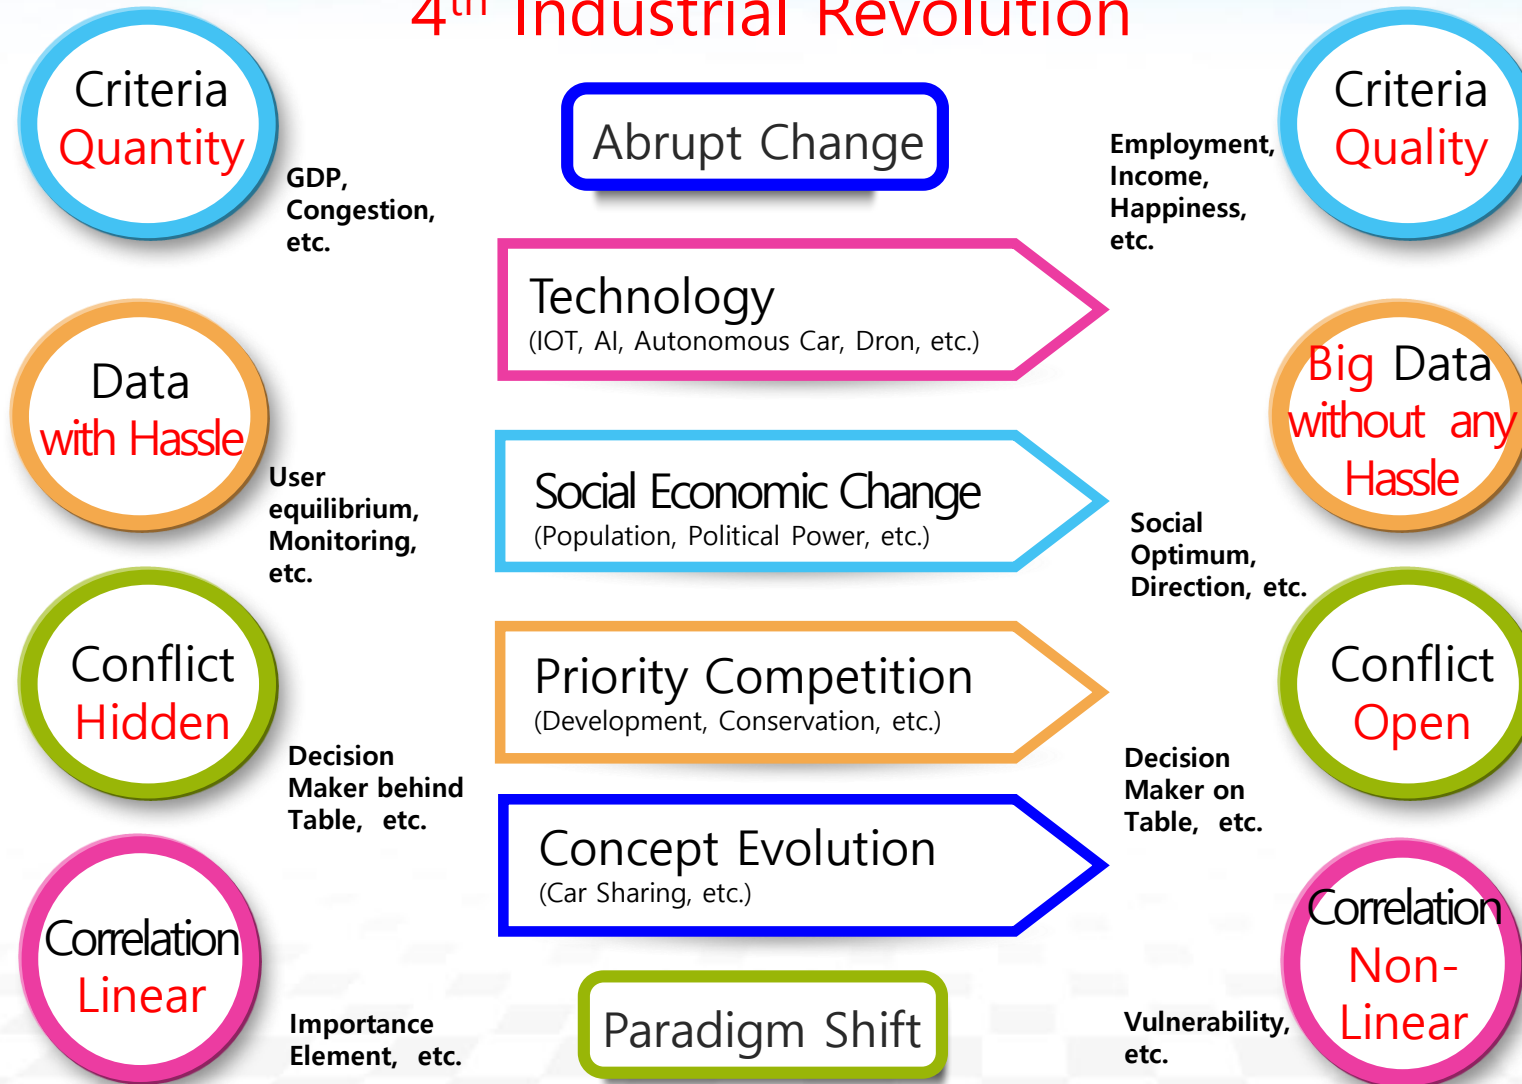 4th Industrial Revolution
Criteria
Quantity
GDP,
Congestion,
etc.
Data
with Hassle
User
equilibrium,
Monitoring,
etc.
Conflict
Hidden
Decision
Maker behind
Table, etc.
Correlation
Linear
Importance
Element, etc.
Abrupt Change
Technology
(IOT, AI, Autonomous Car, Dron, etc.)
Social Economic Change
(Population, Political Power, etc.)
Priority Competition
(Development, Conservation, etc.)
Concept Evolution
(Car Sharing, etc.)
Paradigm Shift
Criteria
Quality
Employment,
Income,
Happiness,
etc.
Big Data
without any
Hassle
Social
Optimum,
Direction, etc.
Conflict
Open
Decision
Maker on
Table, etc.
Correlation
Non-
Linear
Vulnerability,
etc.